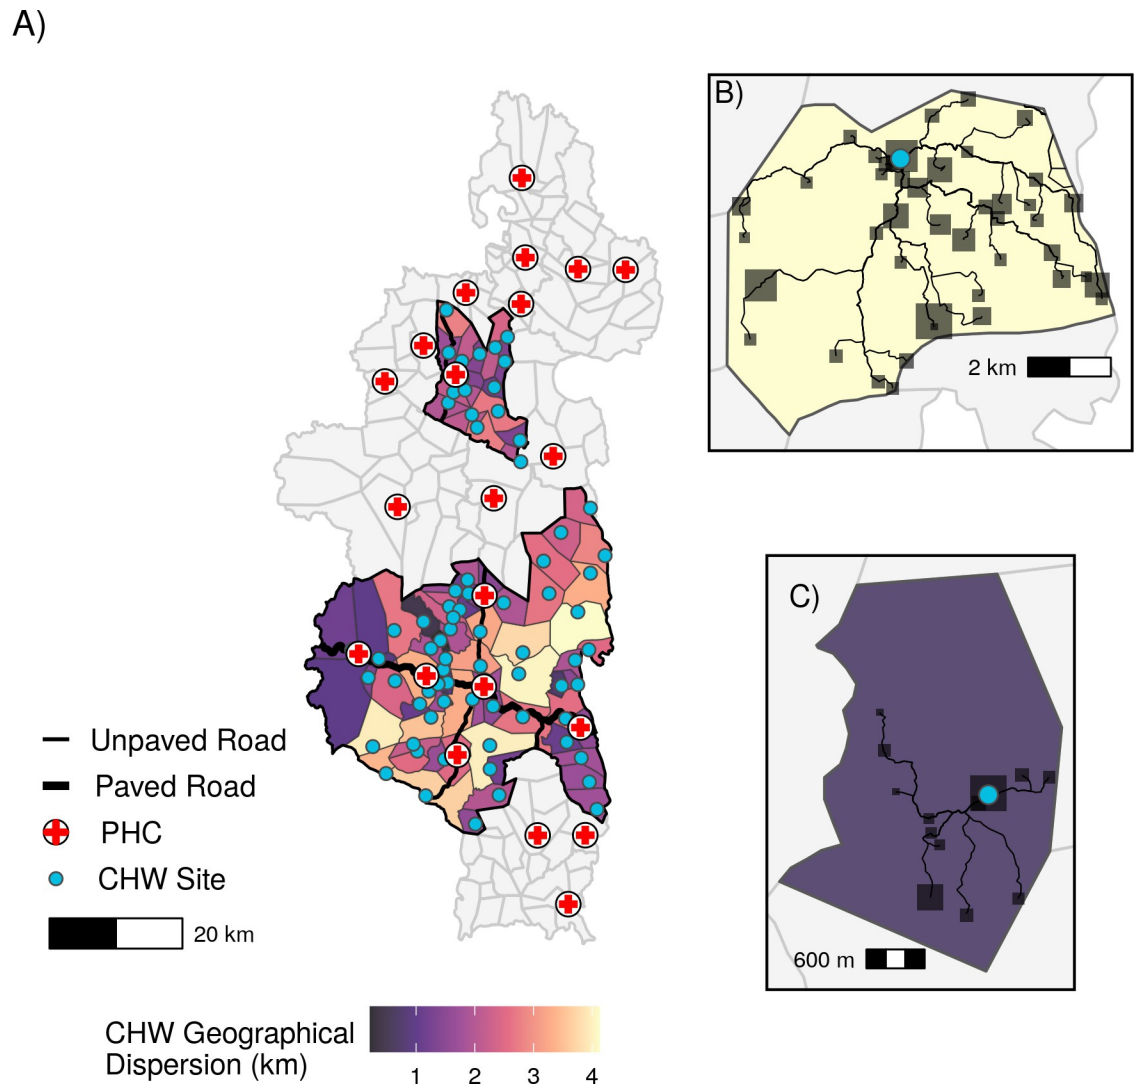 A)
B)
2 km
C)
600 m
Unpaved Road
Paved Road
PHC
CHW Site
20 km
CHW Geographical
Dispersion (km)
1 2 3 4